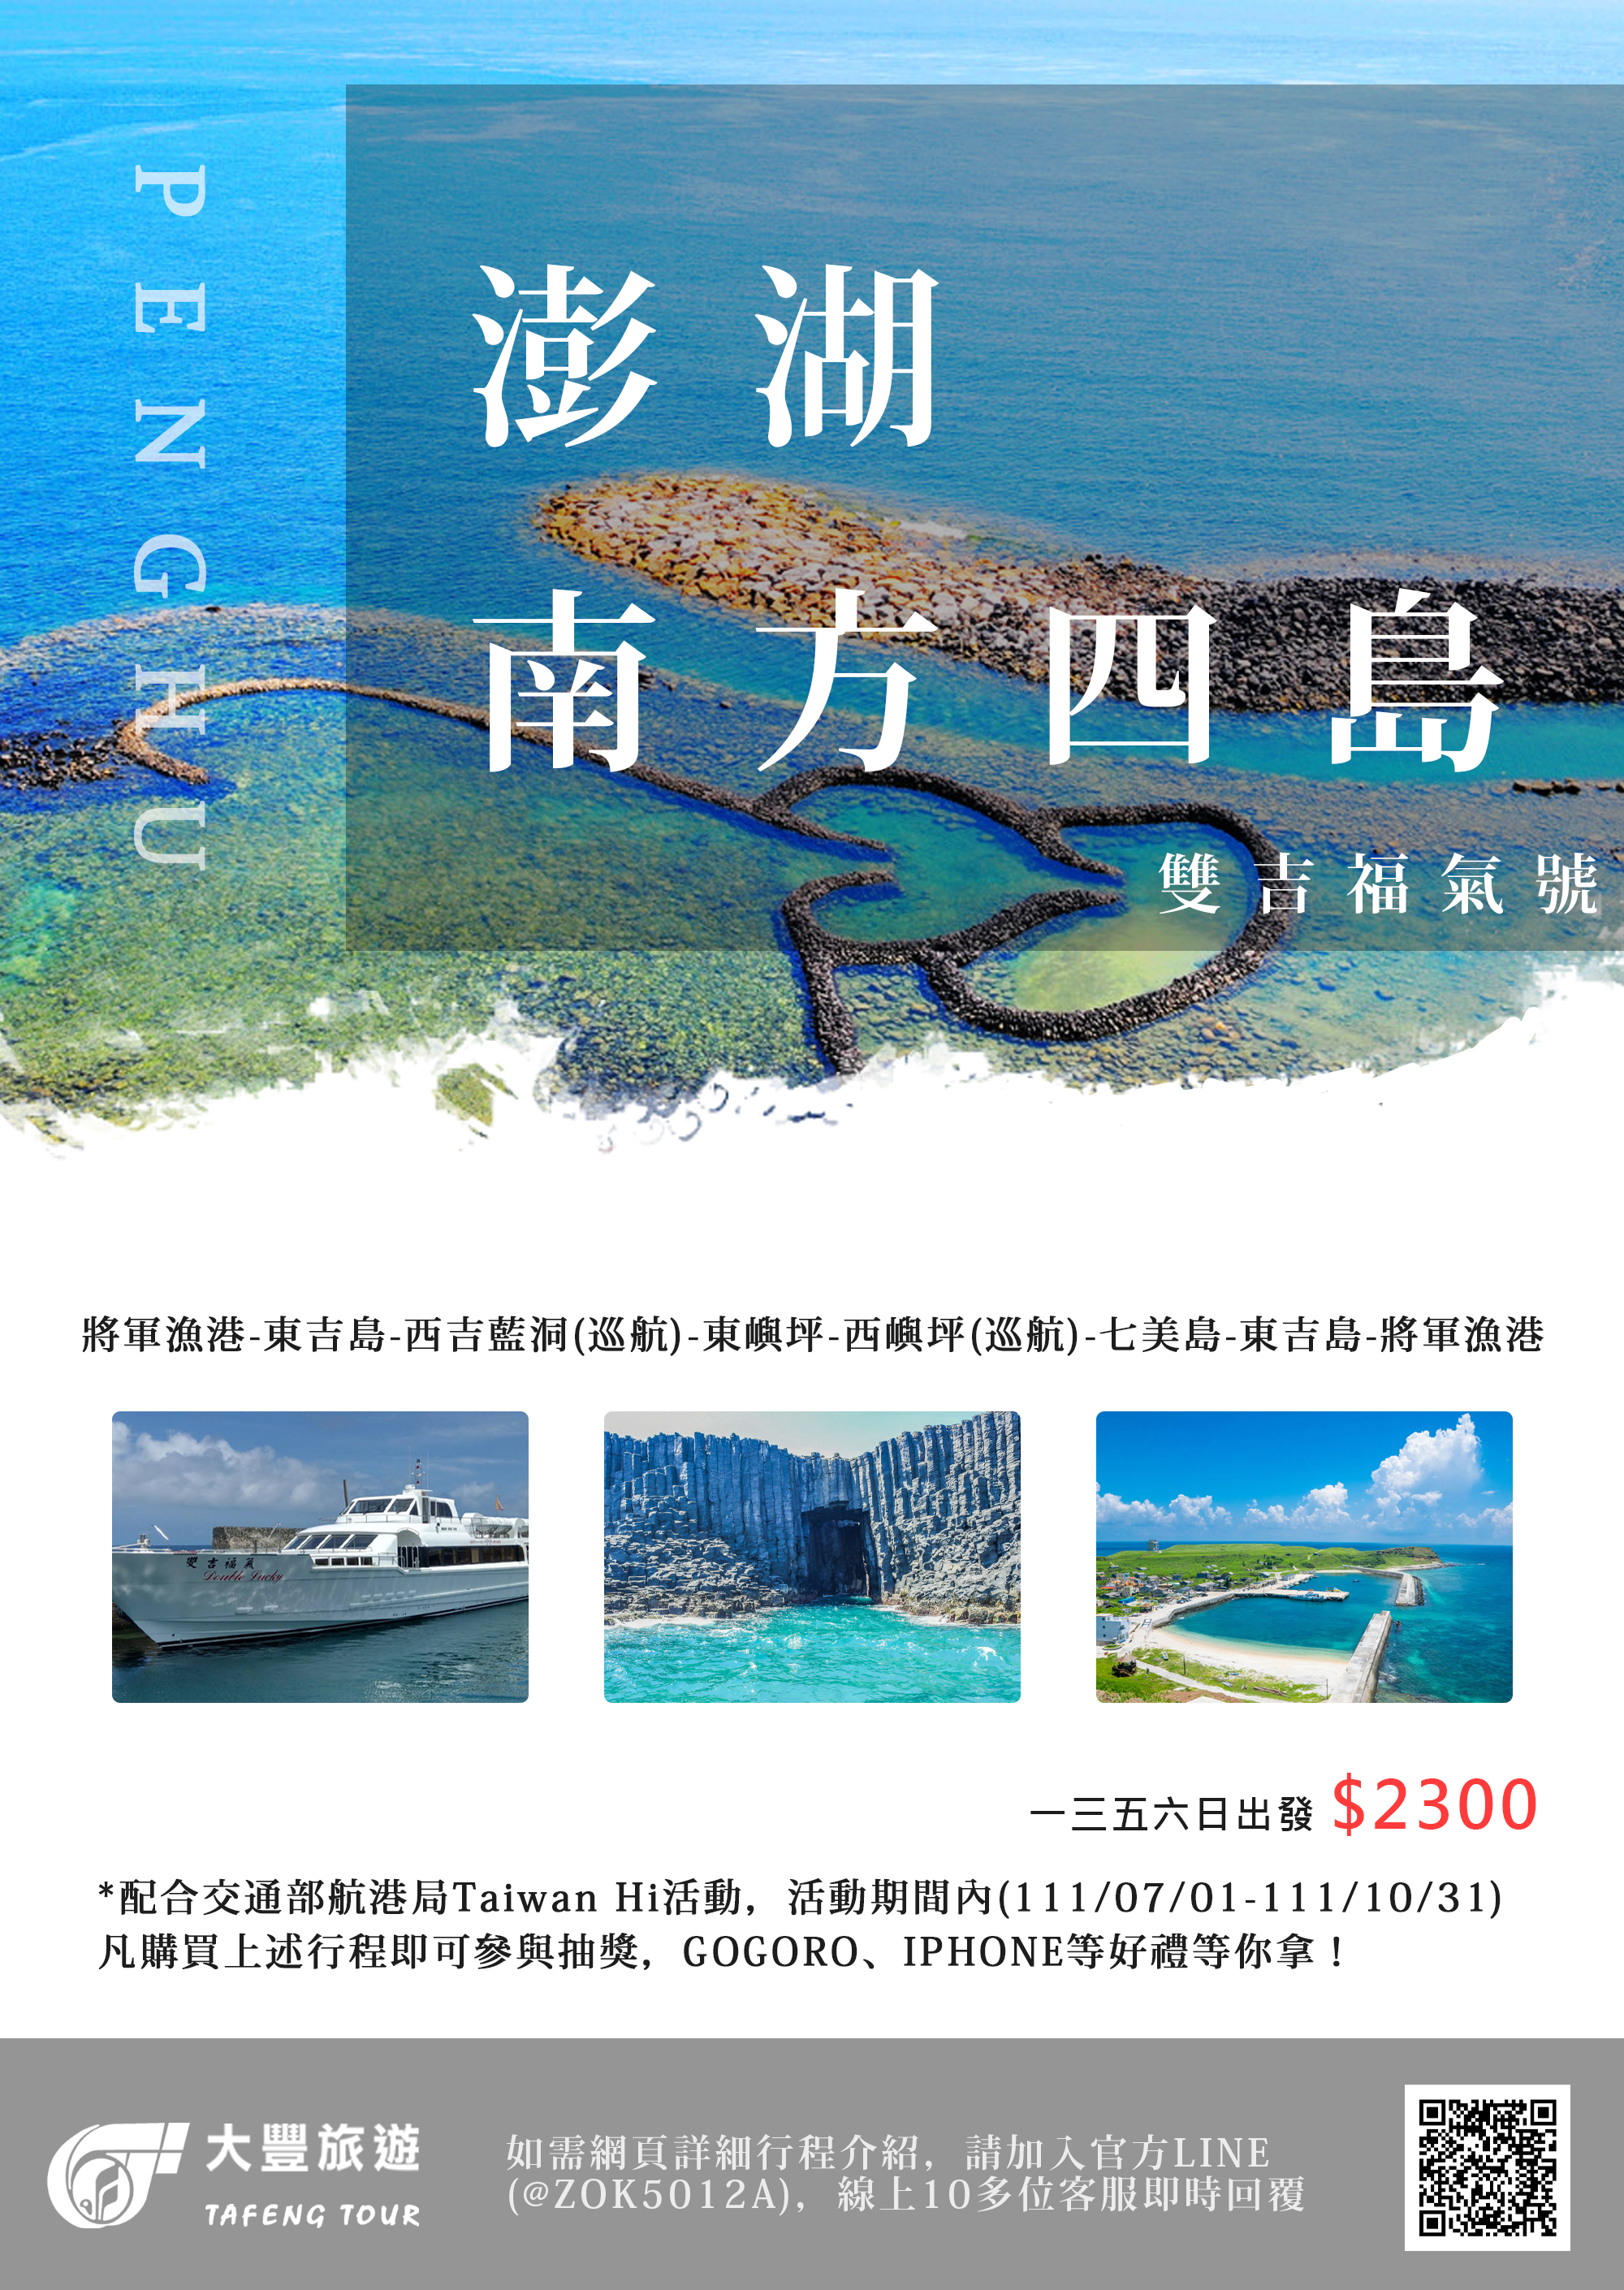 PENGHU
澎湖
南方四島
雙吉福氣號
將軍漁港-東吉島-西吉藍洞(巡航)-東嶼坪-西嶼坪(巡航)-七美島-東吉島-將軍漁港
雙吉福氣
Double Lucky
一三五六日出發 $2300
*配合交通部航港局Taiwan Hi活動，活動期間內(111/07/01-111/10/31)
凡購買上述行程即可參與抽獎，GOGORO、IPHONE等好禮等你拿！
大豐旅遊
TAFENG TOUR
如需網頁詳細行程介紹，請加入官方LINE
(@ZOK5012A)，線上10多位客服即時回覆